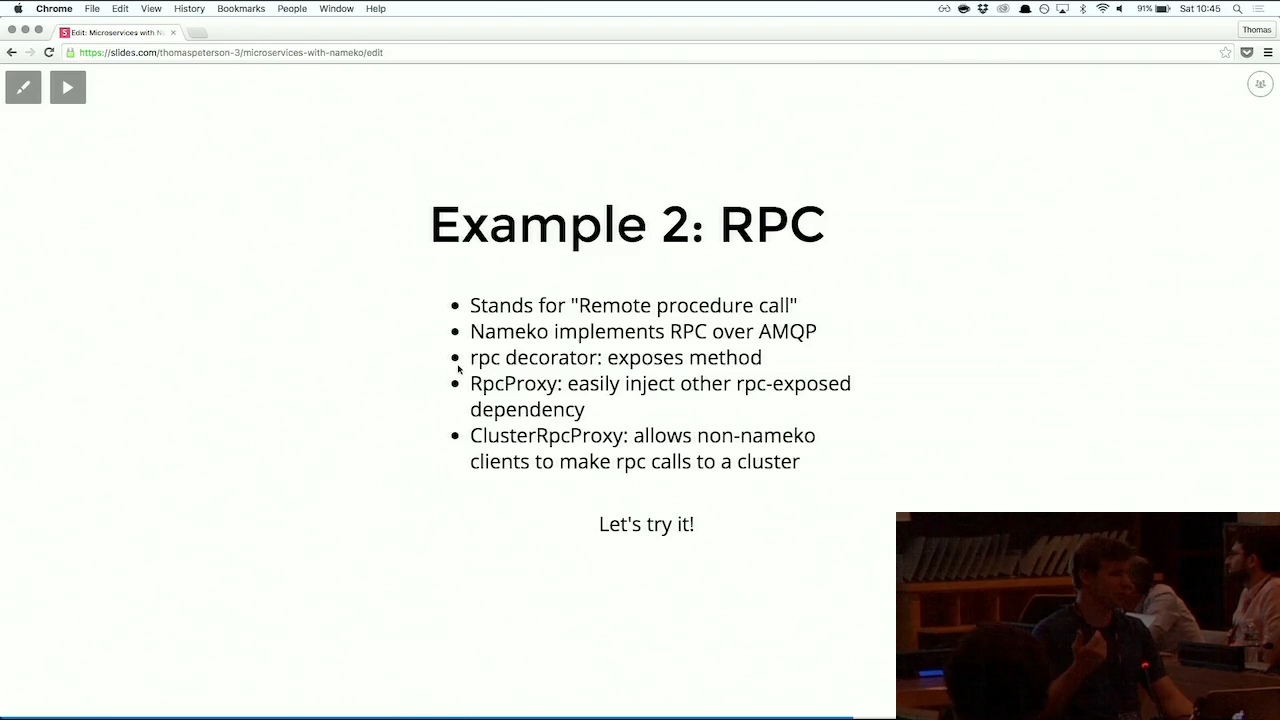 Chrome File Edit View History Bookmarks People Window Help
91% Sat 10:45
Edit: Microservices with N
Thomas
https://slides.com/thomaspeterson-3/microservices-with-nameko/edit
Example 2: RPC
Stands for "Remote procedure call"
Nameko implements RPC over AMQP
rpc decorator: exposes method
RpcProxy: easily inject other rpc-exposed
dependency
ClusterRpcProxy: allows non-nameko
clients to make rpc calls to a cluster
Let's try it!